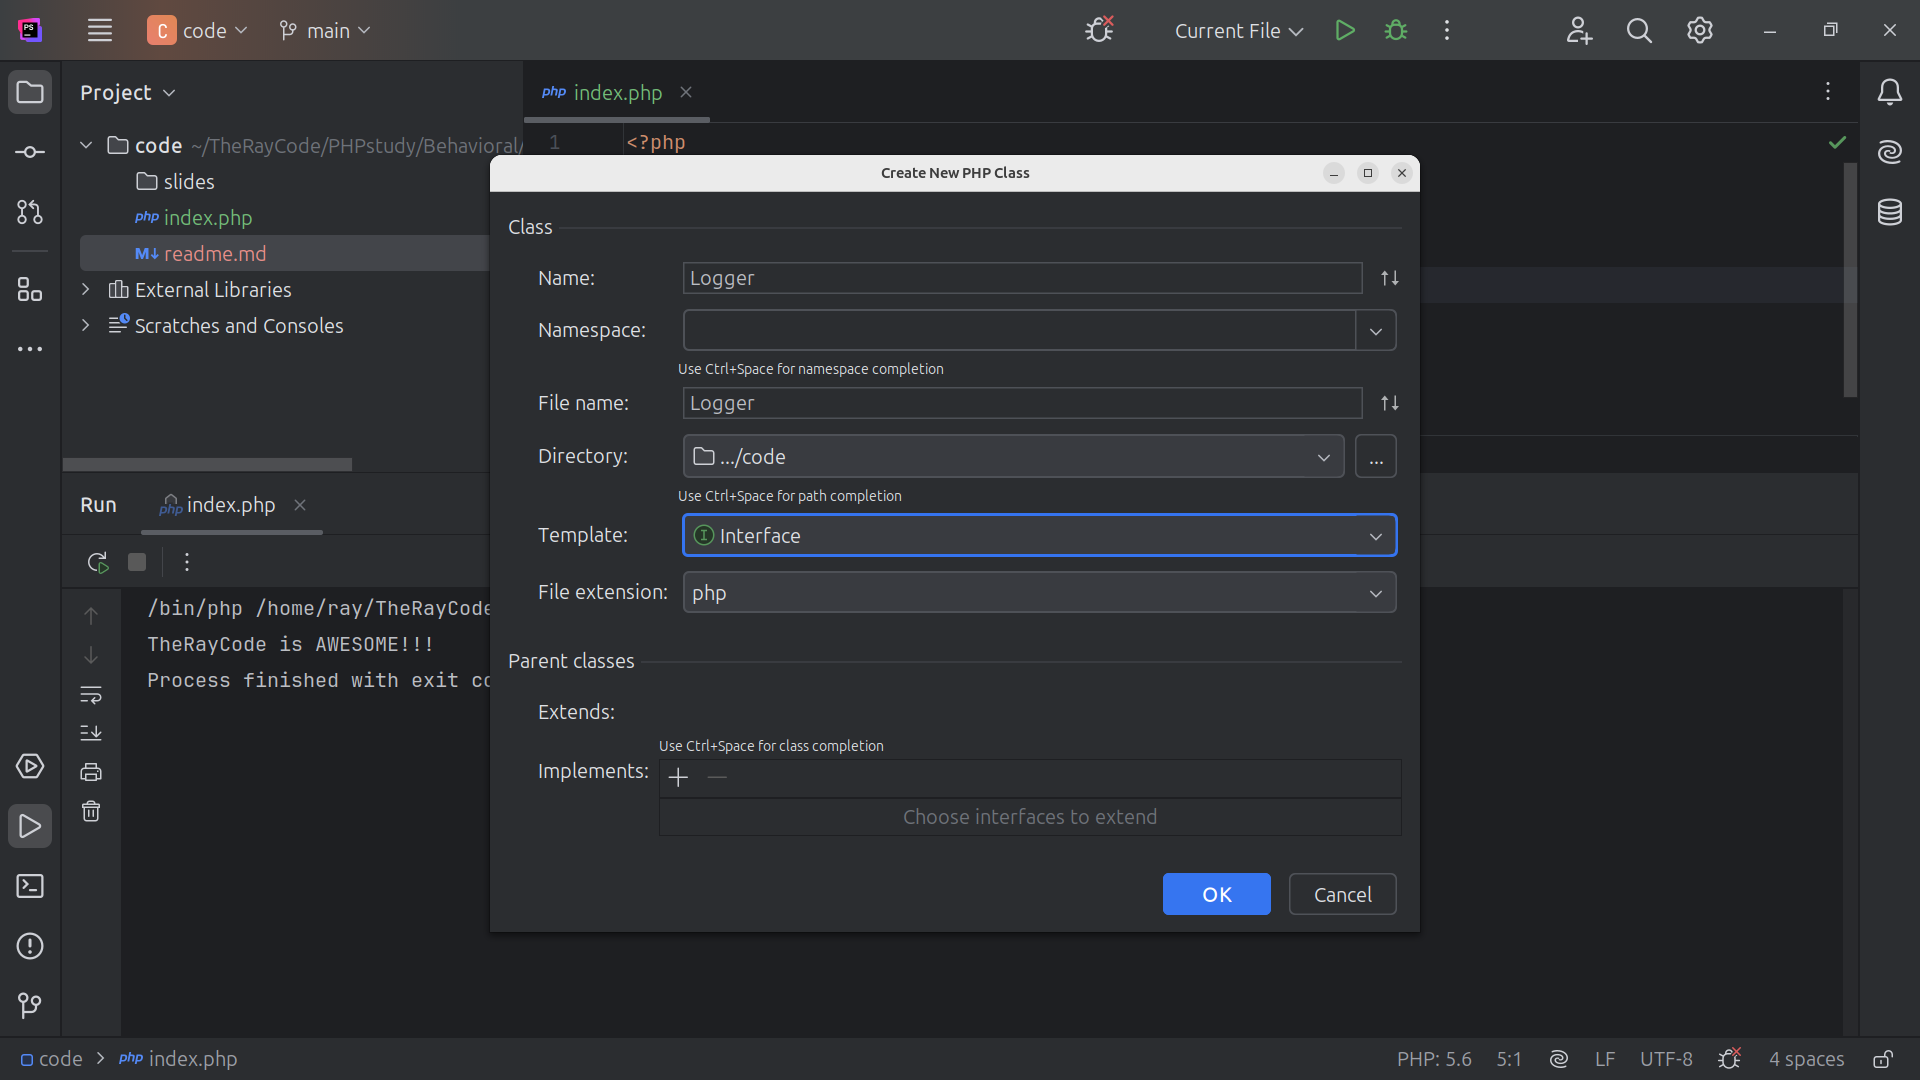 PS
C code
main
Current File
Project
php index.php
code ~/TheRayCode/PHPstudy/Behavioral/
slides
php index.php
M↓ readme.md
External Libraries
Scratches and Consoles
1 <?php
Create New PHP Class
Class
Name: Logger
Namespace:
Use Ctrl+Space for namespace completion
File name: Logger
Directory: .../code ...
Use Ctrl+Space for path completion
Template: I Interface
File extension: php
Parent classes
Extends:
Use Ctrl+Space for class completion
Implements:
Choose interfaces to extend
OK Cancel
Run php index.php
/bin/php /home/ray/TheRayCode
TheRayCode is AWESOME!!!
Process finished with exit co
code > php index.php
PHP: 5.6 5:1 LF UTF-8 4 spaces